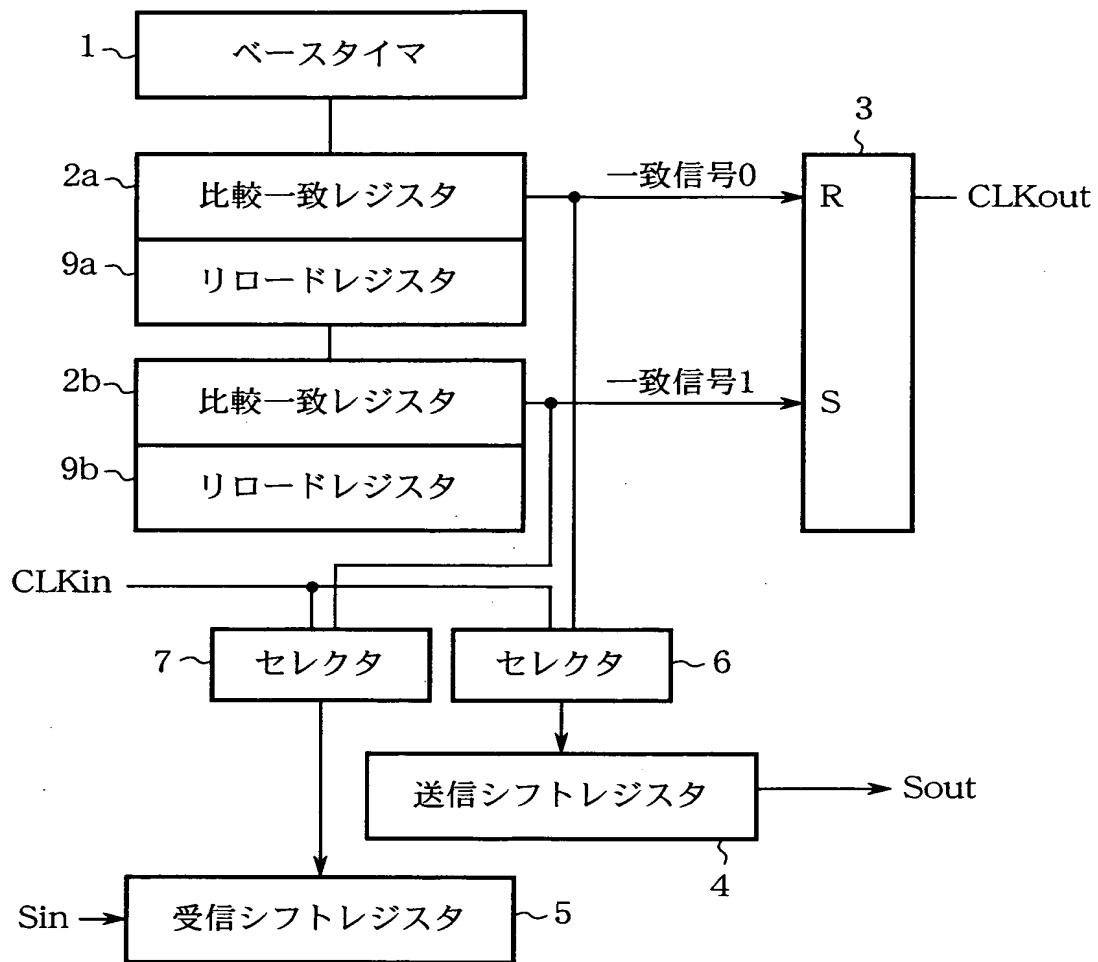 1
ベースタイマ
3
2a
比較一致レジスタ
一致信号0
R
CLKout
9a
リロードレジスタ
2b
比較一致レジスタ
一致信号1
S
9b
リロードレジスタ
CLKin
7
セレクタ
セレクタ
6
送信シフトレジスタ
Sout
4
Sin
受信シフトレジスタ
5